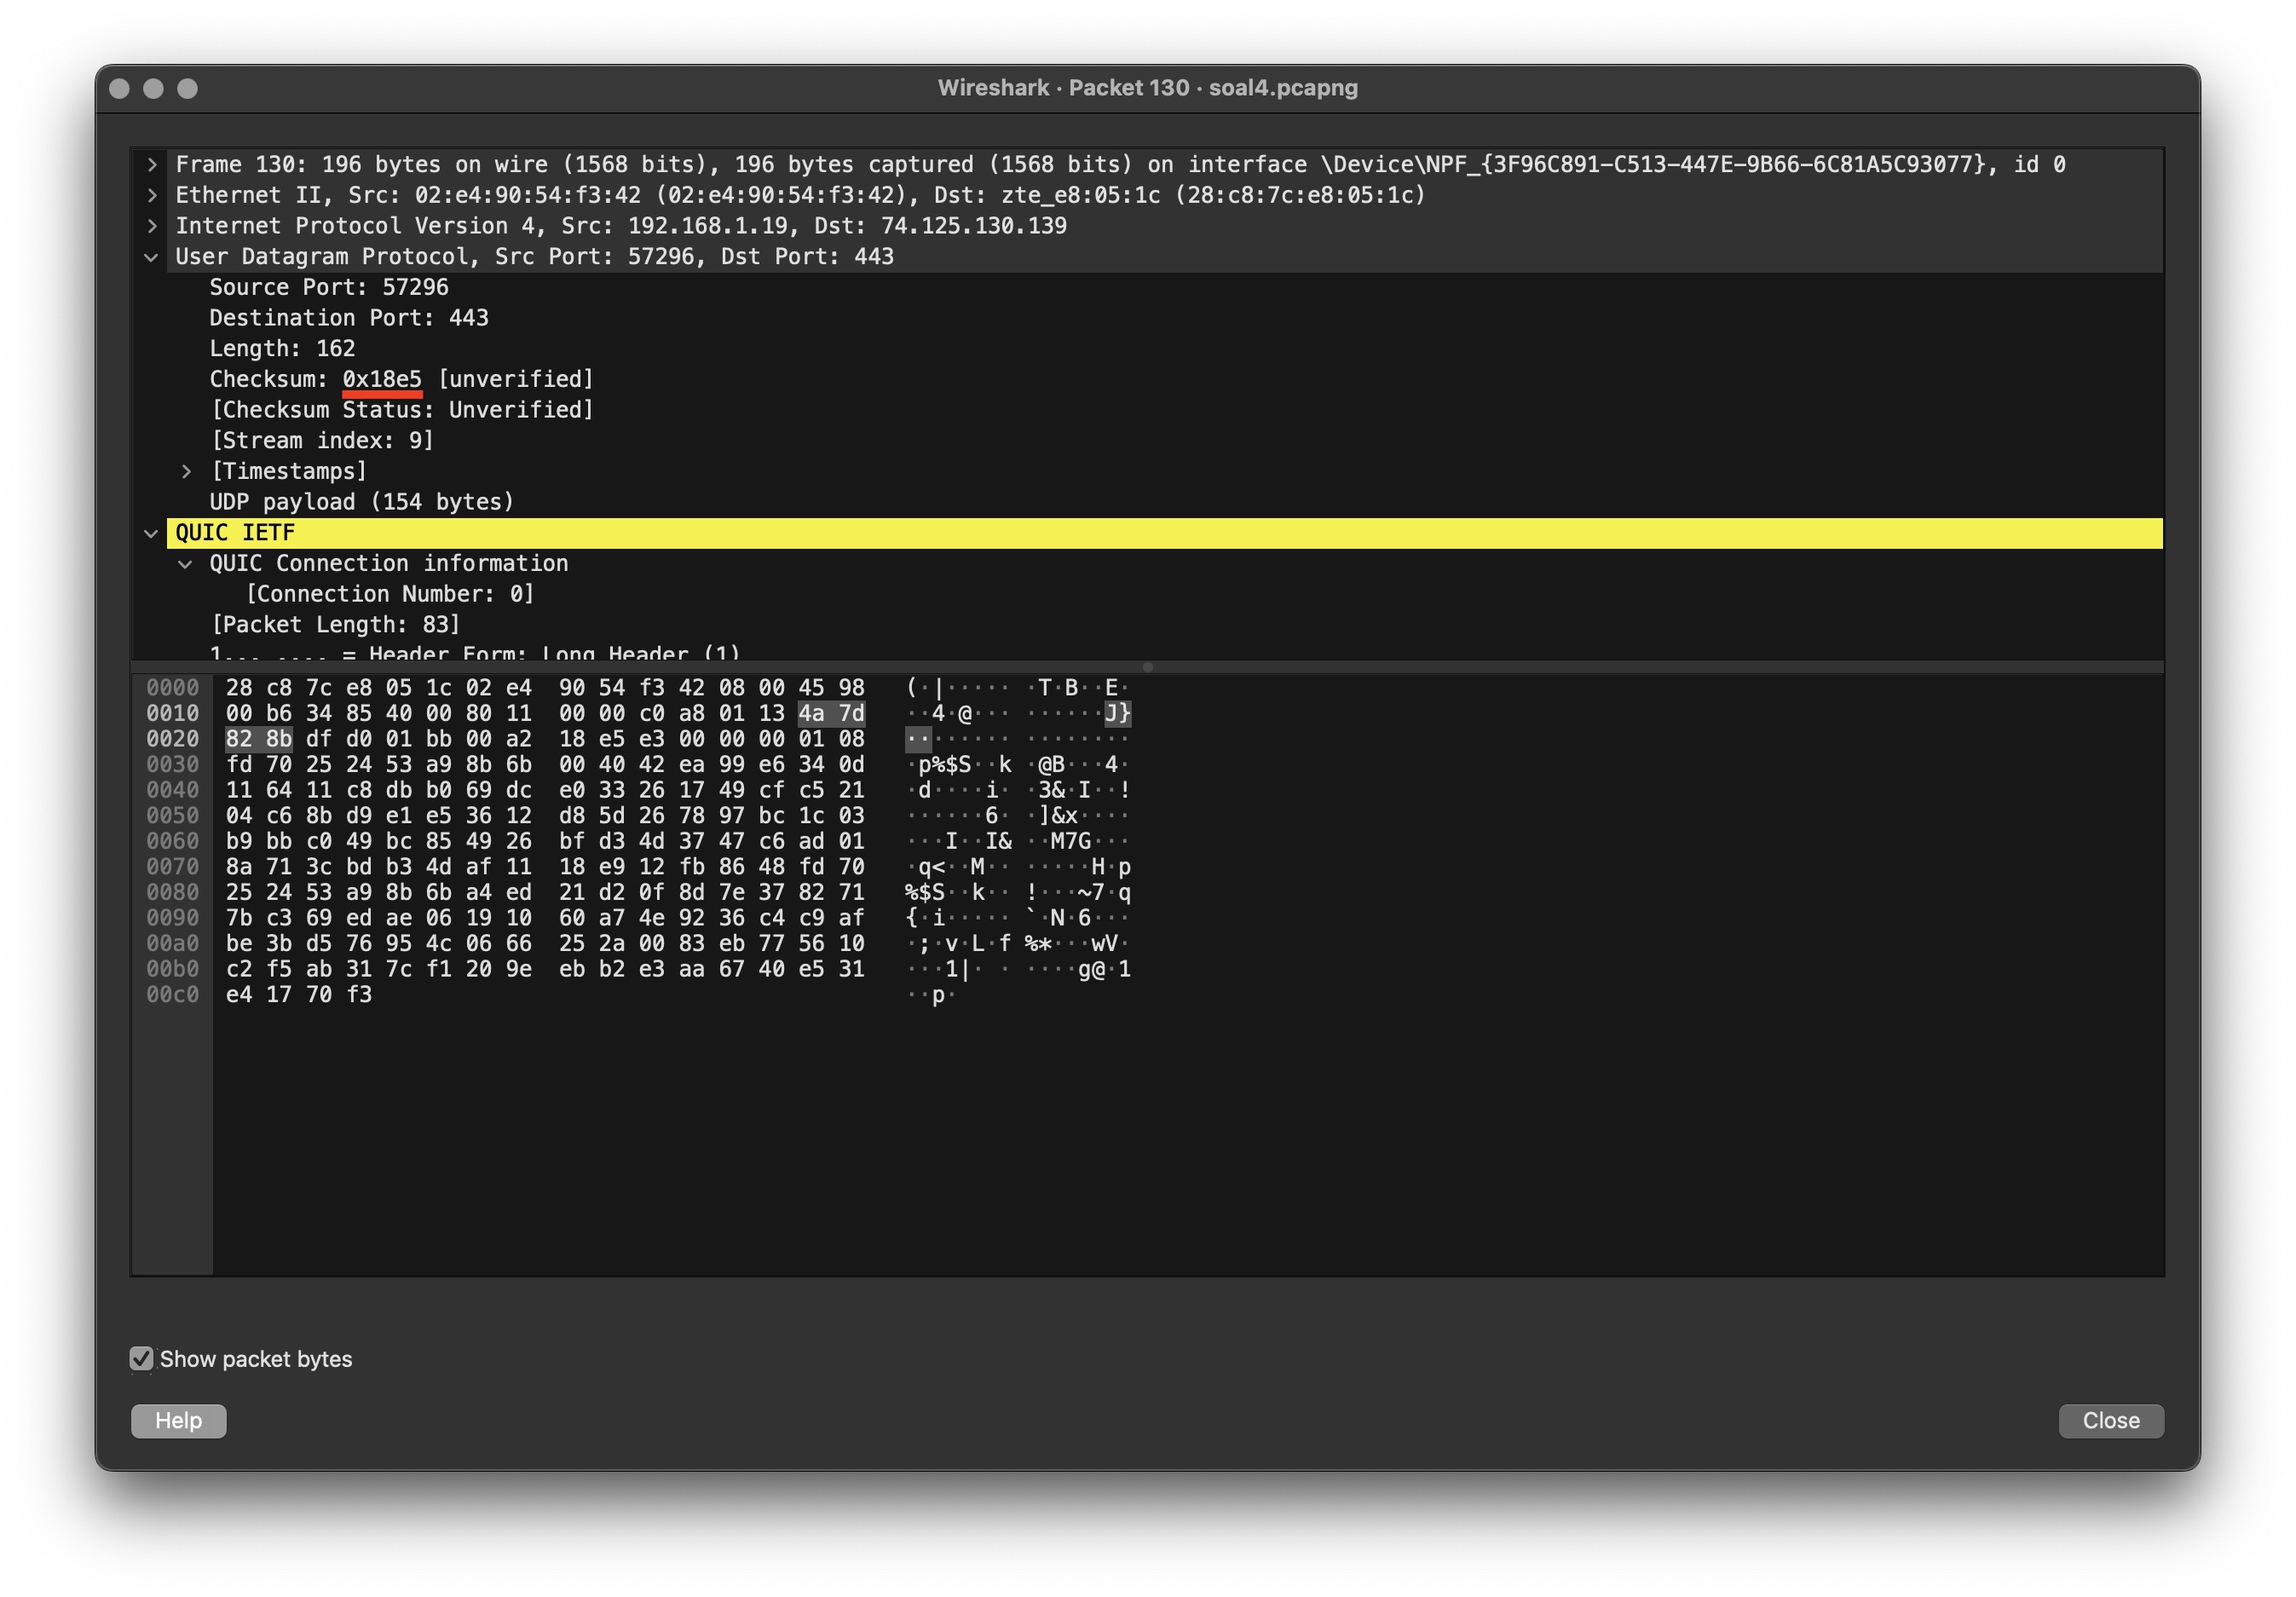 Wireshark · Packet 130 · soal4.pcapng
Frame 130: 196 bytes on wire (1568 bits), 196 bytes captured (1568 bits) on interface \Device\NPF_{3F96C891-C513-447E-9B66-6C81A5C93077}, id 0
Ethernet II, Src: 02:e4:90:54:f3:42 (02:e4:90:54:f3:42), Dst: zte_e8:05:1c (28:c8:7c:e8:05:1c)
Internet Protocol Version 4, Src: 192.168.1.19, Dst: 74.125.130.139
User Datagram Protocol, Src Port: 57296, Dst Port: 443
Source Port: 57296
Destination Port: 443
Length: 162
Checksum: 0x18e5 [unverified]
[Checksum Status: Unverified]
[Stream index: 9]
[Timestamps]
UDP payload (154 bytes)
QUIC IETF
QUIC Connection information
[Connection Number: 0]
[Packet Length: 83]
1... .... = Header Form: Long Header (1)
0000 28 c8 7c e8 05 1c 02 e4 90 54 f3 42 08 00 45 98 (·|····· ·T·B··E·
0010 00 b6 34 85 40 00 80 11 00 00 c0 a8 01 13 4a 7d ··4·@··· ······J}
0020 82 8b df d0 01 bb 00 a2 18 e5 e3 00 00 00 01 08 ········ ········
0030 fd 70 25 24 53 a9 8b 6b 00 40 42 ea 99 e6 34 0d ·p%$S··k ·@B···4·
0040 11 64 11 c8 db b0 69 dc e0 33 26 17 49 cf c5 21 ·d····i· ·3&·I··!
0050 04 c6 8b d9 e1 e5 36 12 d8 5d 26 78 97 bc 1c 03 ······6· ·]&x····
0060 b9 bb c0 49 bc 85 49 26 bf d3 4d 37 47 c6 ad 01 ···I··I& ··M7G···
0070 8a 71 3c bd b3 4d af 11 18 e9 12 fb 86 48 fd 70 ·q<··M·· ·····H·p
0080 25 24 53 a9 8b 6b a4 ed 21 d2 0f 8d 7e 37 82 71 %$S··k·· !···~7·q
0090 7b c3 69 ed ae 06 19 10 60 a7 4e 92 36 c4 c9 af {·i····· `·N·6···
00a0 be 3b d5 76 95 4c 06 66 25 2a 00 83 eb 77 56 10 ·;·v·L·f %*···wV·
00b0 c2 f5 ab 31 7c f1 20 9e eb b2 e3 aa 67 40 e5 31 ···1|· · ····g@·1
00c0 e4 17 70 f3 ··p·
Show packet bytes
Help
Close